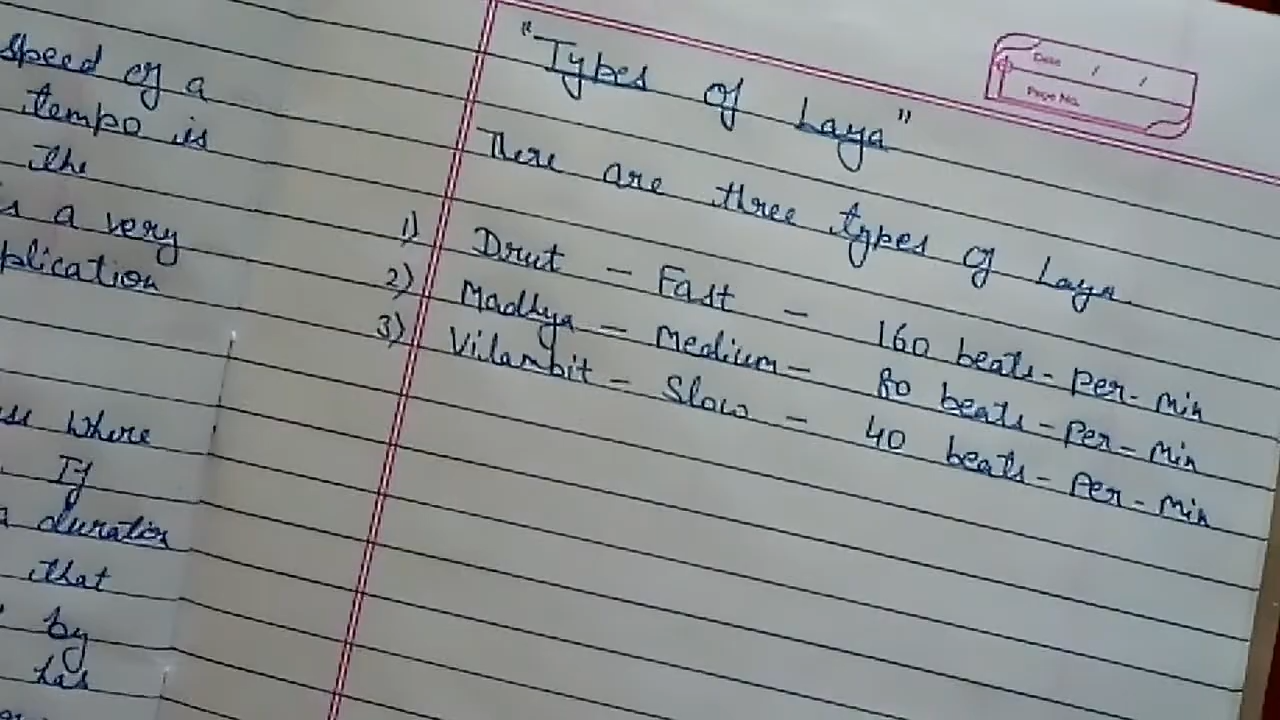 speed of a
tempo is
the
is a very
plication
where
If
duration
that
by
has
"Types of Laya"
There are three types of Laya
1) Drut - Fast - 160 beats-per-min
2) Madhya - Medium - 80 beats-per-min
3) Vilambit - Slow - 40 beats-per-min
Date / /
Page No.